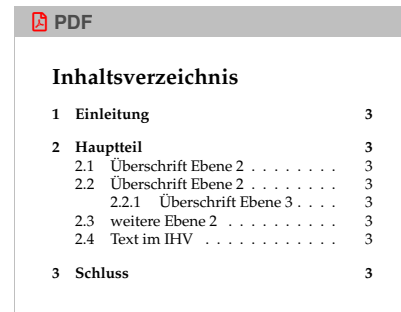 PDF
Inhaltsverzeichnis
1 Einleitung 3
2 Hauptteil 3
2.1 Überschrift Ebene 2 . . . . . . . . 3
2.2 Überschrift Ebene 2 . . . . . . . . 3
2.2.1 Überschrift Ebene 3 . . . . 3
2.3 weitere Ebene 2 . . . . . . . . . . 3
2.4 Text im IHV . . . . . . . . . . . . 3
3 Schluss 3